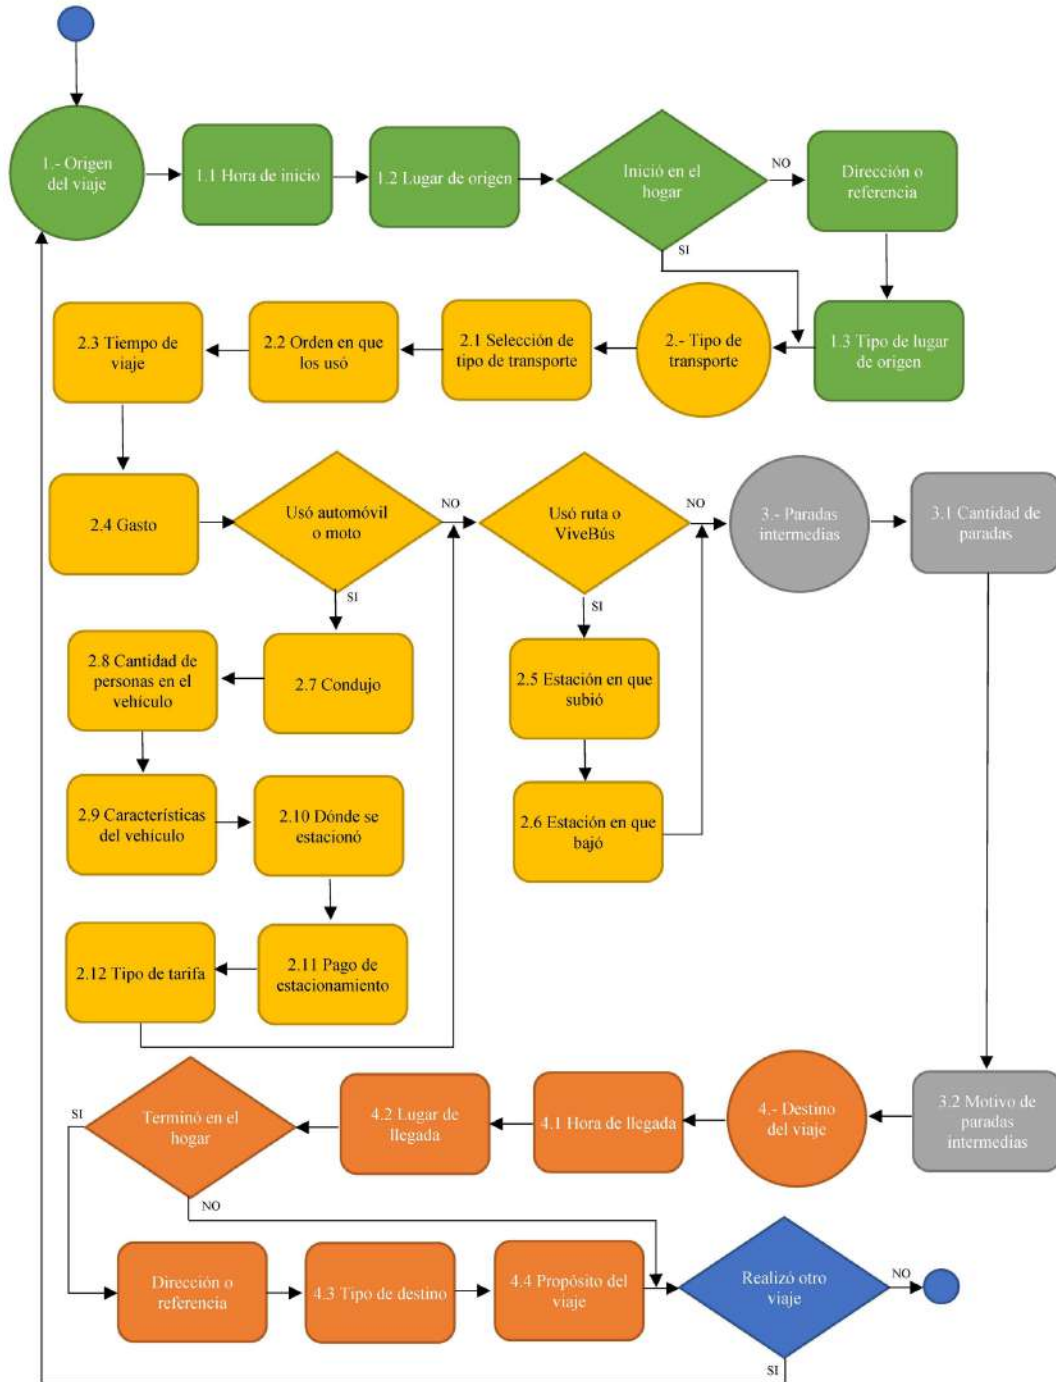 1.- Origen
del viaje
1.1 Hora de inicio
1.2 Lugar de origen
Inició en el
hogar
NO
Dirección o
referencia
SI
2.3 Tiempo de
viaje
2.2 Orden en que
los usó
2.1 Selección de
tipo de transporte
2.- Tipo de
transporte
1.3 Tipo de lugar
de origen
2.4 Gasto
Usó automóvil
o moto
NO
Usó ruta o
ViveBús
NO
3.- Paradas
intermedias
3.1 Cantidad de
paradas
SI
SI
2.8 Cantidad de
personas en el
vehículo
2.7 Condujo
2.5 Estación en que
subió
2.9 Características
del vehículo
2.10 Dónde se
estacionó
2.6 Estación en que
bajó
2.12 Tipo de tarifa
2.11 Pago de
estacionamiento
SI
Terminó en el
hogar
4.2 Lugar de
llegada
4.1 Hora de llegada
4.- Destino
del viaje
3.2 Motivo de
paradas
intermedias
NO
Dirección o
referencia
4.3 Tipo de destino
4.4 Propósito del
viaje
Realizó otro
viaje
NO
SI